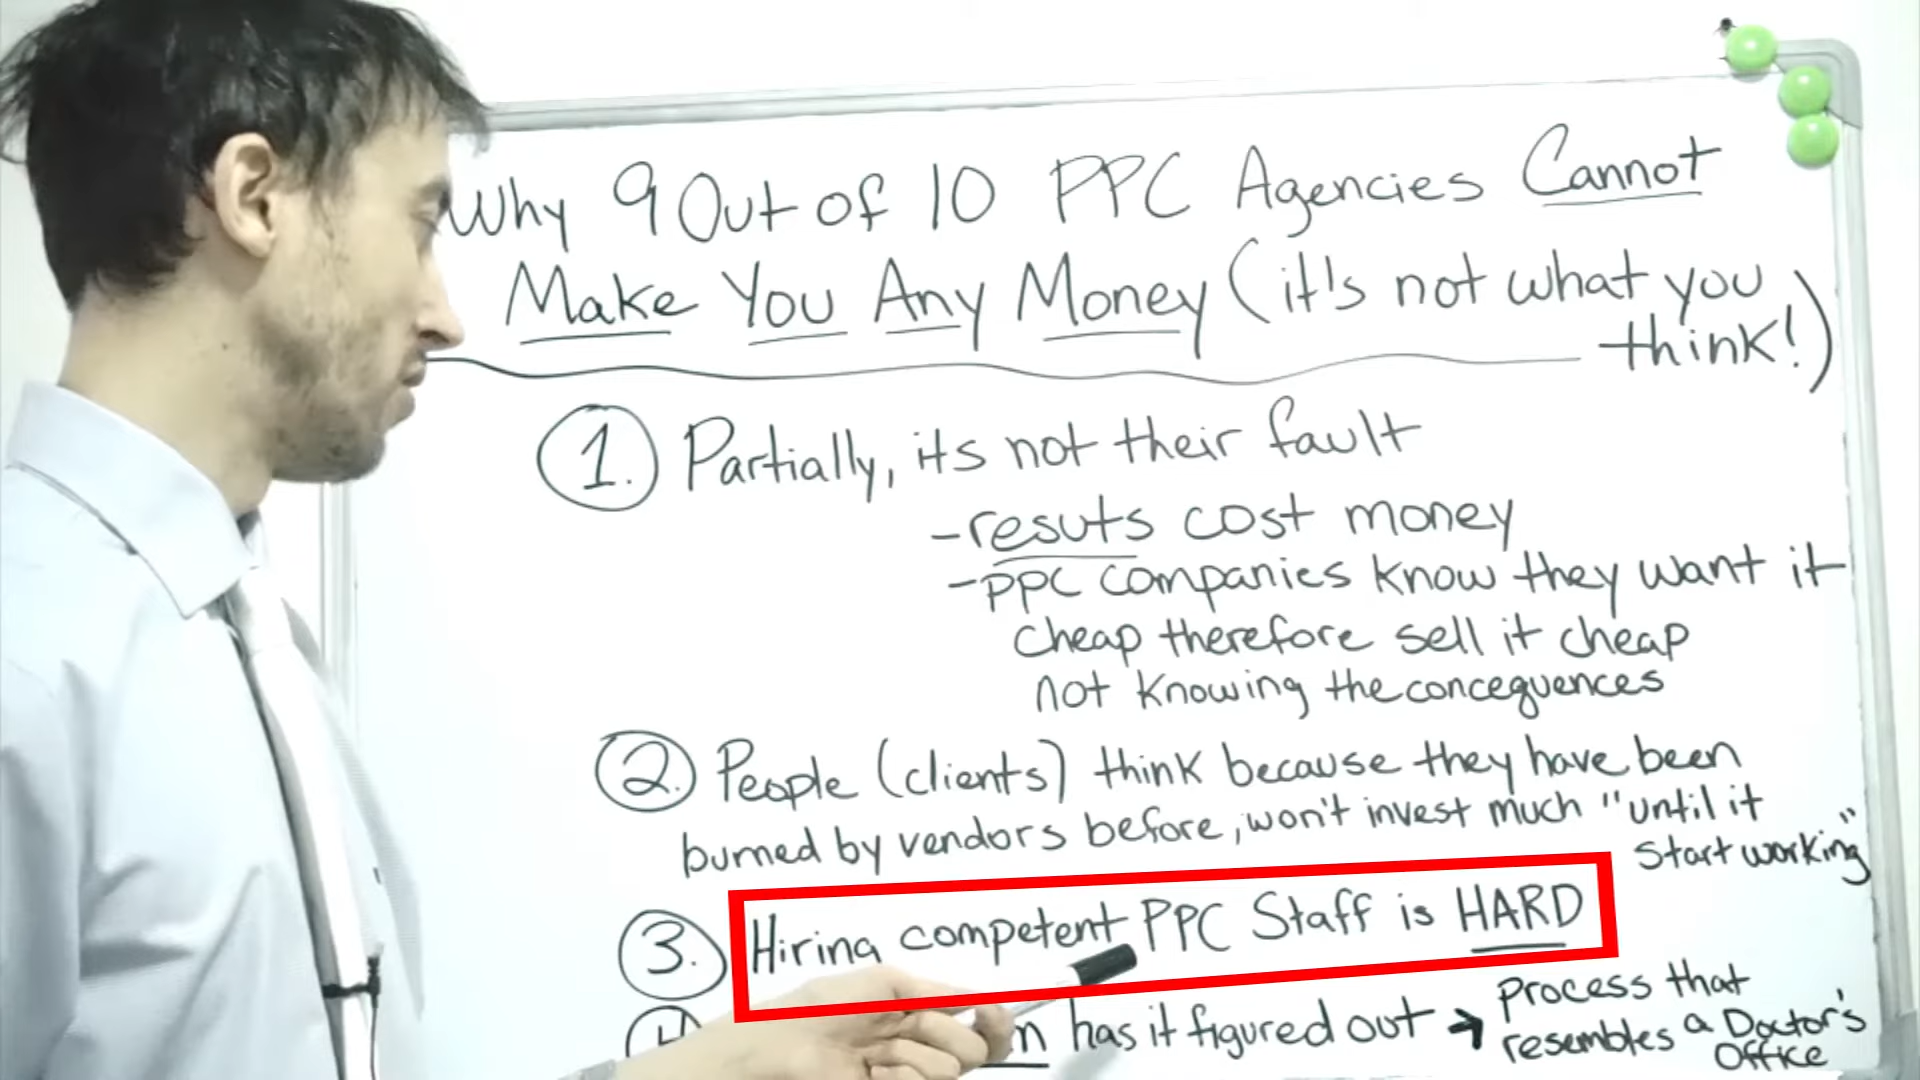 Why 9 Out of 10 PPC Agencies Cannot
Make You Any Money (it's not what you
think!)
1. Partially, its not their fault
- resuts cost money
- PPC companies know they want it
cheap therefore sell it cheap
not knowing the concequences
2. People (clients) think because they have been
burned by vendors before, won't invest much "until it
start working"
3. Hiring competent PPC Staff is HARD
4 has it figured out → process that
resembles a Doctor's
Office